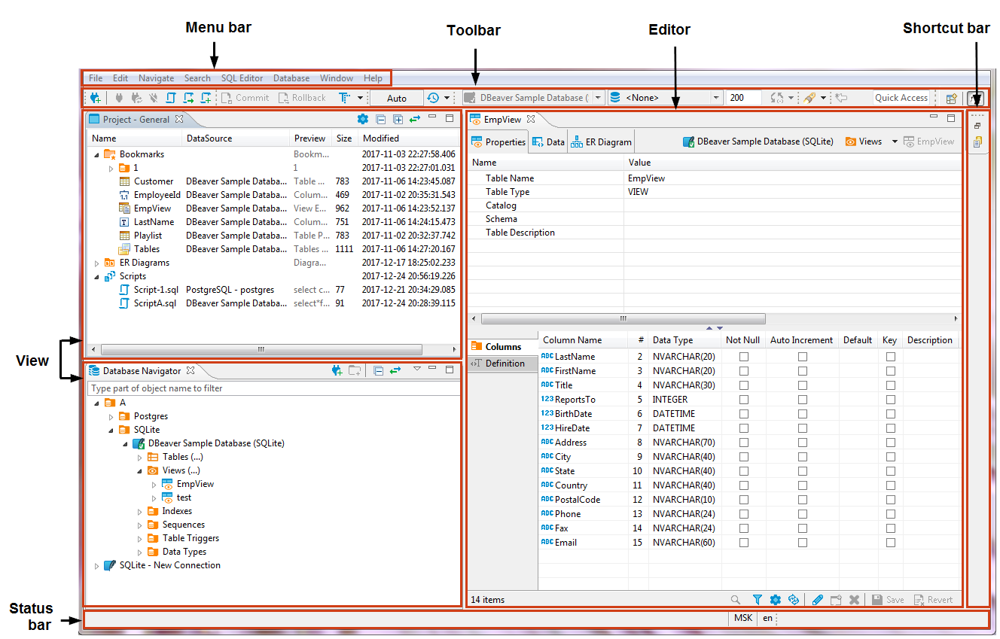 Menu bar
Toolbar
Editor
Shortcut bar
File Edit Navigate Search SQL Editor Database Window Help
Commit Rollback Auto DBeaver Sample Database ( <None> 200 Quick Access
Project - General
Name DataSource Preview Size Modified
Bookmarks Bookm... 2017-11-03 22:27:58.406
1 1 2017-11-03 22:27:01.031
Customer DBeaver Sample Databa... Table ... 783 2017-11-06 14:23:45.087
EmployeeId DBeaver Sample Databa... Colum... 469 2017-11-02 20:35:31.543
EmpView DBeaver Sample Databa... View E... 962 2017-11-06 14:23:52.137
LastName DBeaver Sample Databa... Colum... 751 2017-11-06 14:24:15.473
Playlist DBeaver Sample Databa... Table P... 783 2017-11-02 20:32:37.742
Tables DBeaver Sample Databa... Tables ... 1111 2017-11-06 14:27:20.167
ER Diagrams Diagra... 2017-12-17 18:25:02.233
Scripts 2017-12-24 20:56:19.226
Script-1.sql PostgreSQL - postgres select c... 77 2017-12-21 20:34:29.085
ScriptA.sql DBeaver Sample Databa... select*f... 91 2017-12-24 20:28:39.115
View
Database Navigator
Type part of object name to filter
A
Postgres
SQLite
DBeaver Sample Database (SQLite)
Tables (...)
Views (...)
EmpView
test
Indexes
Sequences
Table Triggers
Data Types
SQLite - New Connection
EmpView
Properties Data ER Diagram DBeaver Sample Database (SQLite) Views EmpView
Name Value
Table Name EmpView
Table Type VIEW
Catalog
Schema
Table Description
Columns
Definition
Column Name # Data Type Not Null Auto Increment Default Key Description
ABC LastName 2 NVARCHAR(20)
ABC FirstName 3 NVARCHAR(20)
ABC Title 4 NVARCHAR(30)
123 ReportsTo 5 INTEGER
123 BirthDate 6 DATETIME
123 HireDate 7 DATETIME
ABC Address 8 NVARCHAR(70)
ABC City 9 NVARCHAR(40)
ABC State 10 NVARCHAR(40)
ABC Country 11 NVARCHAR(40)
ABC PostalCode 12 NVARCHAR(10)
ABC Phone 13 NVARCHAR(24)
ABC Fax 14 NVARCHAR(24)
ABC Email 15 NVARCHAR(60)
14 items Save Revert
Status
bar
MSK en